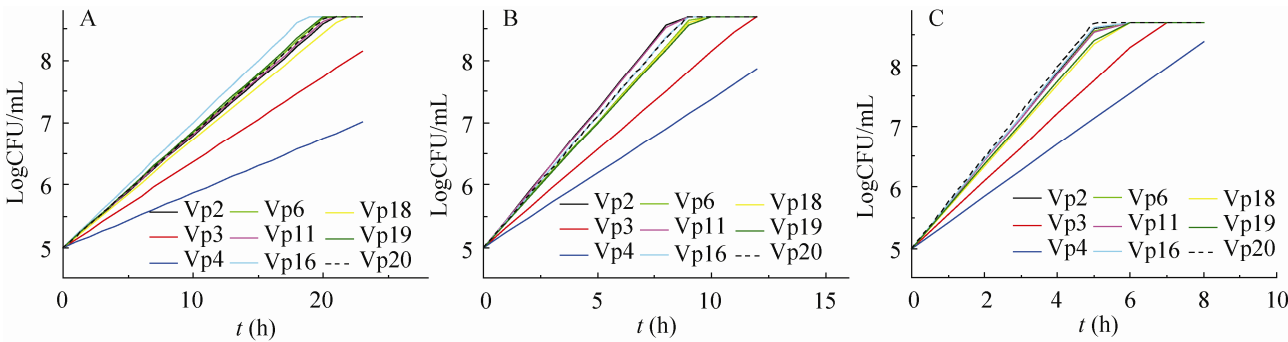 A
LogCFU/mL
8
7
6
5
Vp2 Vp6 Vp18
Vp3 Vp11 Vp19
Vp4 Vp16 Vp20
0 10 20
t (h)
B
LogCFU/mL
8
7
6
5
Vp2 Vp6 Vp18
Vp3 Vp11 Vp19
Vp4 Vp16 Vp20
0 5 10 15
t (h)
C
LogCFU/mL
8
7
6
5
Vp2 Vp6 Vp18
Vp3 Vp11 Vp19
Vp4 Vp16 Vp20
0 2 4 6 8 10
t (h)